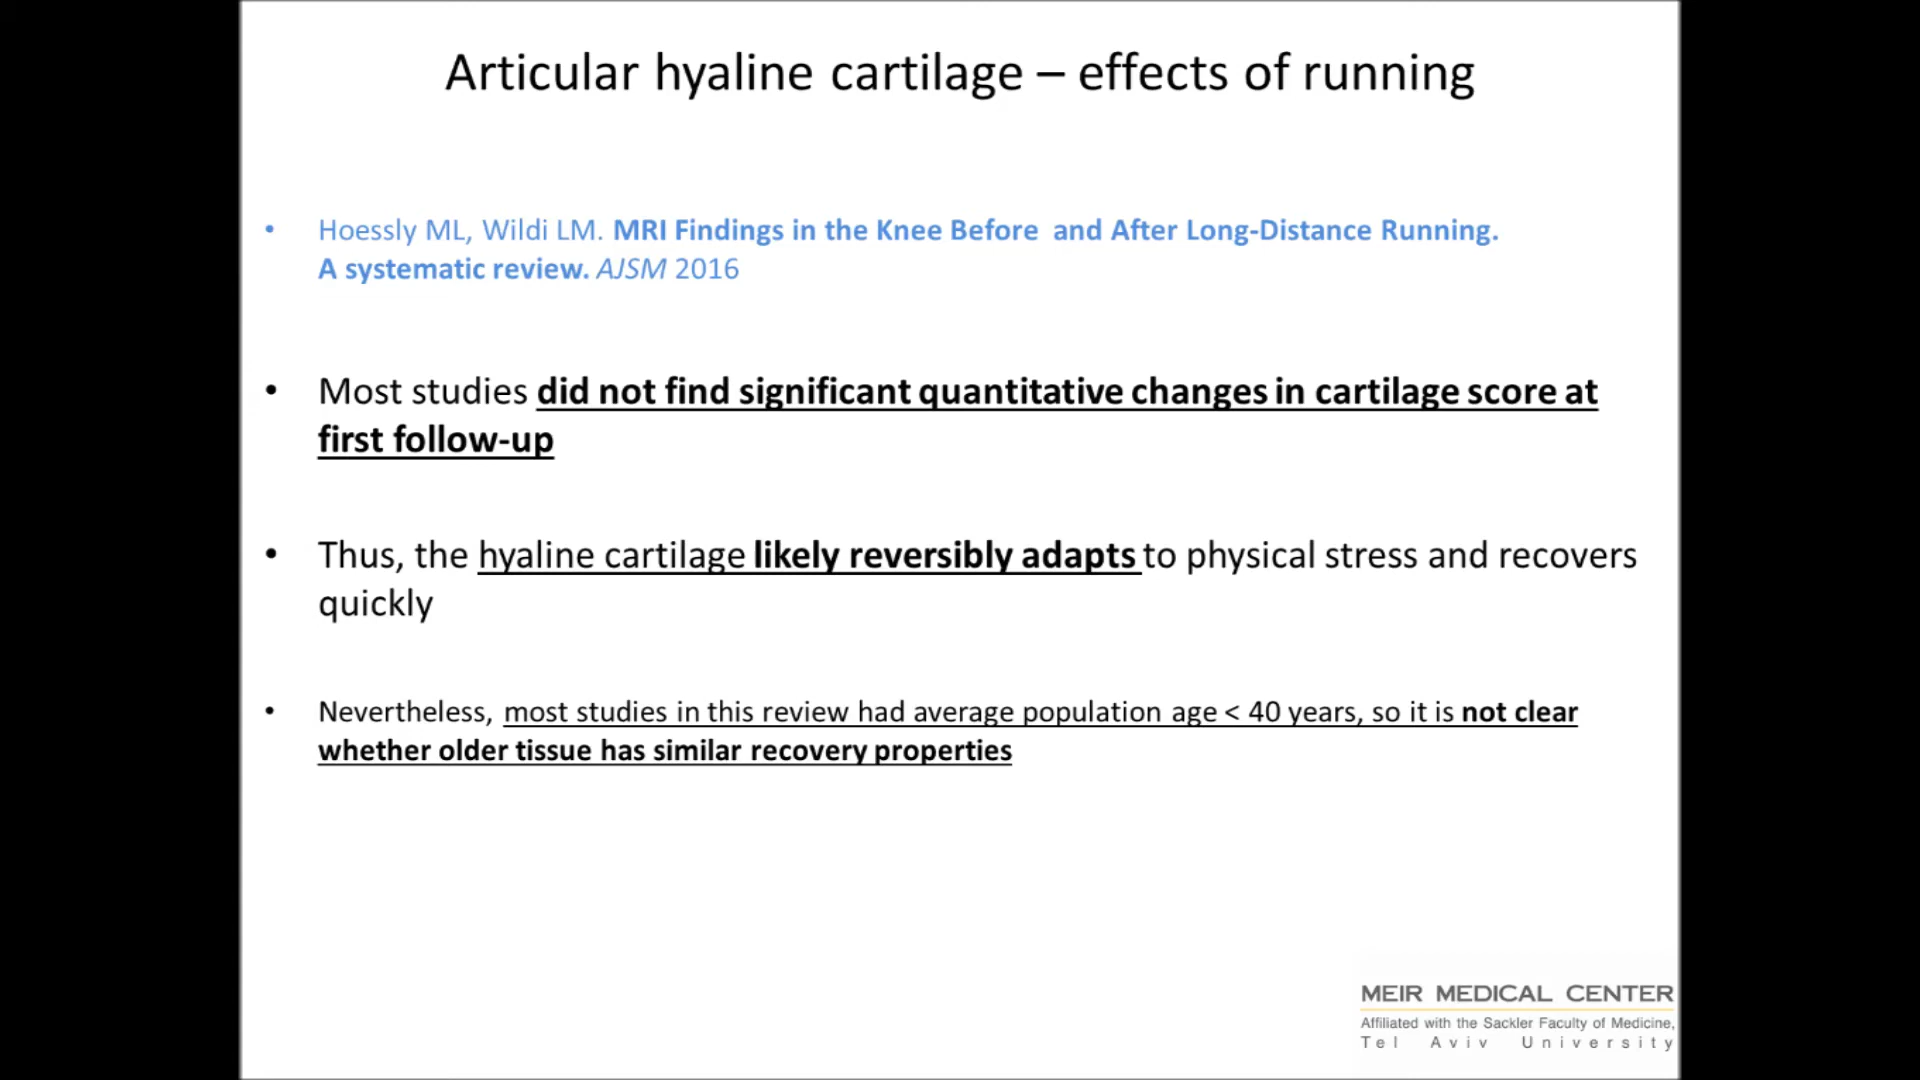 Articular hyaline cartilage – effects of running
• Hoessly ML, Wildi LM. MRI Findings in the Knee Before and After Long-Distance Running.
A systematic review. AJSM 2016
• Most studies did not find significant quantitative changes in cartilage score at
first follow-up
• Thus, the hyaline cartilage likely reversibly adapts to physical stress and recovers
quickly
• Nevertheless, most studies in this review had average population age < 40 years, so it is not clear
whether older tissue has similar recovery properties
MEIR MEDICAL CENTER
Affiliated with the Sackler Faculty of Medicine,
Tel Aviv University